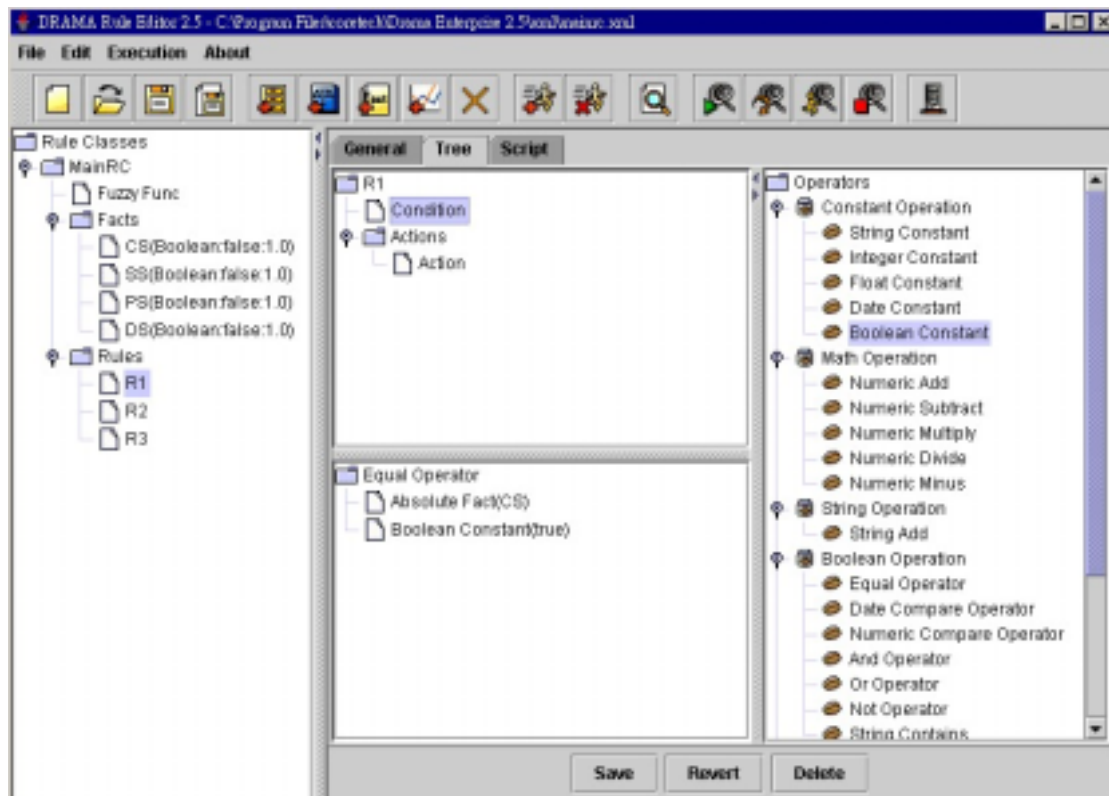 DRAMA Rule Editor 2.5 - C:\Program Files\coretech\Drama Enterprise 2.5\xml\mainrc.xml
File Edit Execution About
Rule Classes
MainRC
Fuzzy Func
Facts
CS(Boolean:false:1.0)
SS(Boolean:false:1.0)
PS(Boolean:false:1.0)
DS(Boolean:false:1.0)
Rules
R1
R2
R3
General Tree Script
R1
Condition
Actions
Action
Equal Operator
Absolute Fact(CS)
Boolean Constant(true)
Operators
Constant Operation
String Constant
Integer Constant
Float Constant
Date Constant
Boolean Constant
Math Operation
Numeric Add
Numeric Subtract
Numeric Multiply
Numeric Divide
Numeric Minus
String Operation
String Add
Boolean Operation
Equal Operator
Date Compare Operator
Numeric Compare Operator
And Operator
Or Operator
Not Operator
String Contains
Save Revert Delete